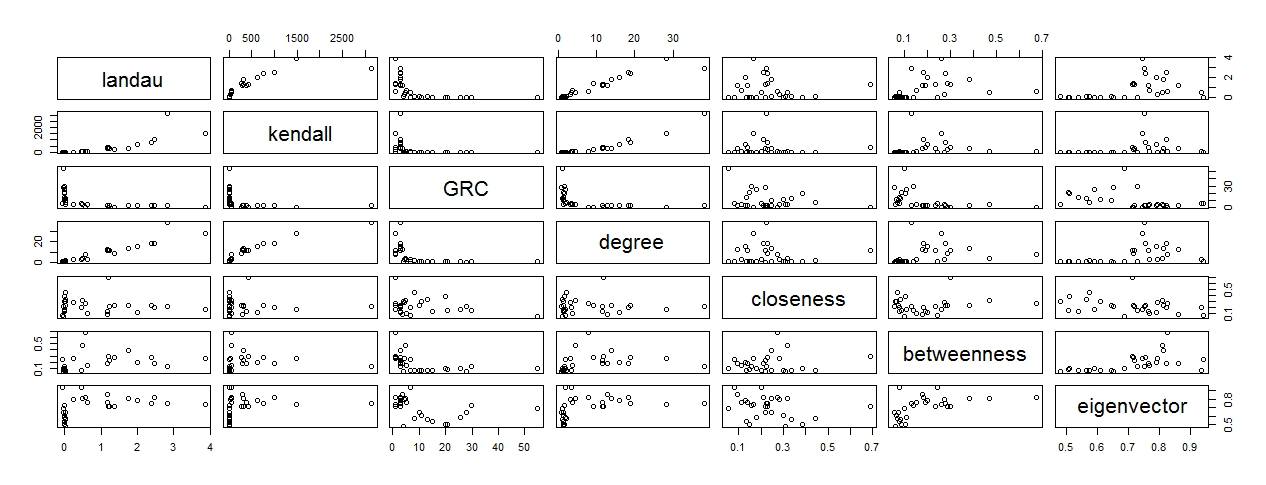 0 500 1500 2500
0 10 20 30
0.1 0.3 0.5 0.7
landau
0 2 4
0 2000
kendall
GRC
0 30
0 20
degree
closeness
0.1 0.5
0.1 0.5
betweenness
eigenvector
0.5 0.8
0 1 2 3 4
0 10 20 30 40 50
0.1 0.3 0.5 0.7
0.5 0.6 0.7 0.8 0.9